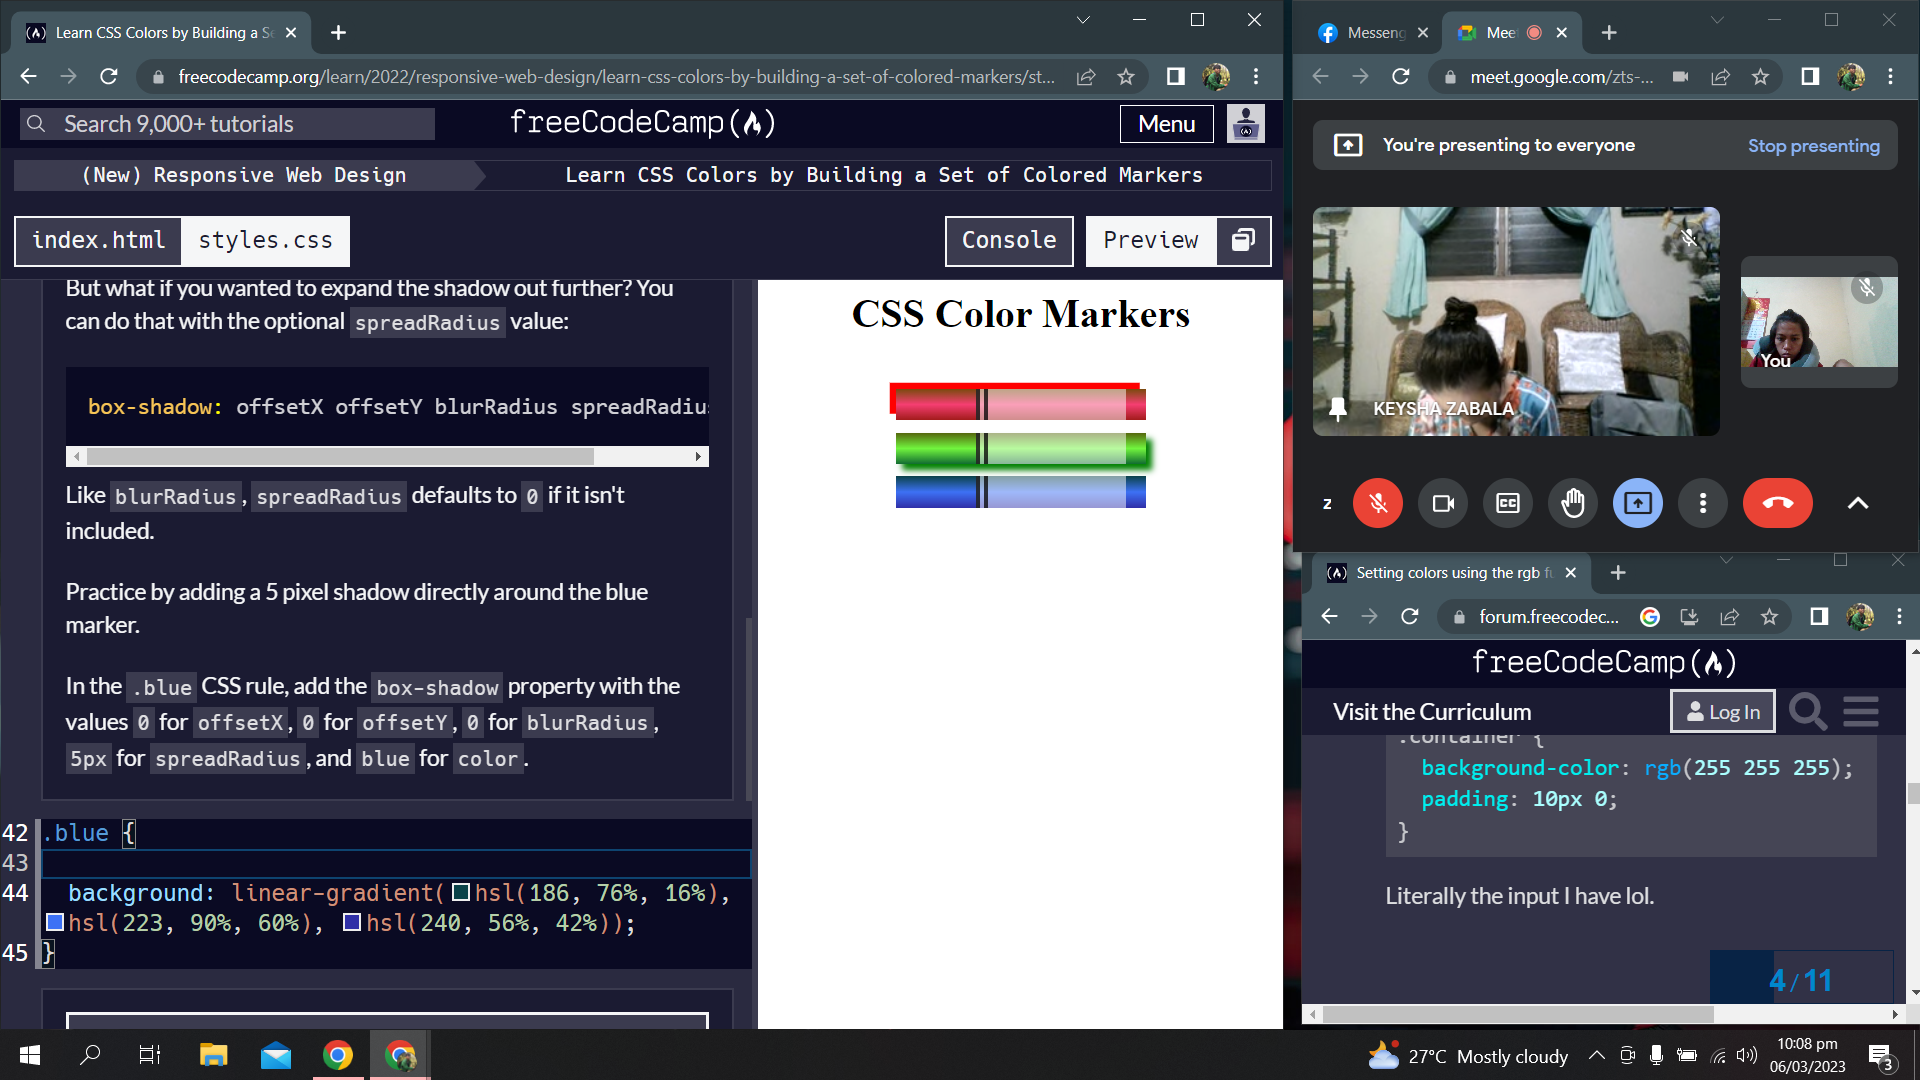 Learn CSS Colors by Building a Se
freecodecamp.org/learn/2022/responsive-web-design/learn-css-colors-by-building-a-set-of-colored-markers/st...
Search 9,000+ tutorials
freeCodeCamp(🔥)
Menu
(New) Responsive Web Design
Learn CSS Colors by Building a Set of Colored Markers
index.html
styles.css
Console
Preview
But what if you wanted to expand the shadow out further? You
can do that with the optional spreadRadius value:
box-shadow: offsetX offsetY blurRadius spreadRadiu
Like blurRadius, spreadRadius defaults to 0 if it isn't
included.
Practice by adding a 5 pixel shadow directly around the blue
marker.
In the .blue CSS rule, add the box-shadow property with the
values 0 for offsetX, 0 for offsetY, 0 for blurRadius,
5px for spreadRadius, and blue for color.
42 .blue {
43
44 background: linear-gradient(hsl(186, 76%, 16%),
hsl(223, 90%, 60%), hsl(240, 56%, 42%));
45 }
CSS Color Markers
Messeng
Meet
meet.google.com/zts-...
You're presenting to everyone
Stop presenting
KEYSHA ZABALA
You
z
CC
Setting colors using the rgb fu
forum.freecodec...
freeCodeCamp(🔥)
Visit the Curriculum
Log In
.container {
background-color: rgb(255 255 255);
padding: 10px 0;
}
Literally the input I have lol.
4 / 11
27°C Mostly cloudy
10:08 pm
06/03/2023
3